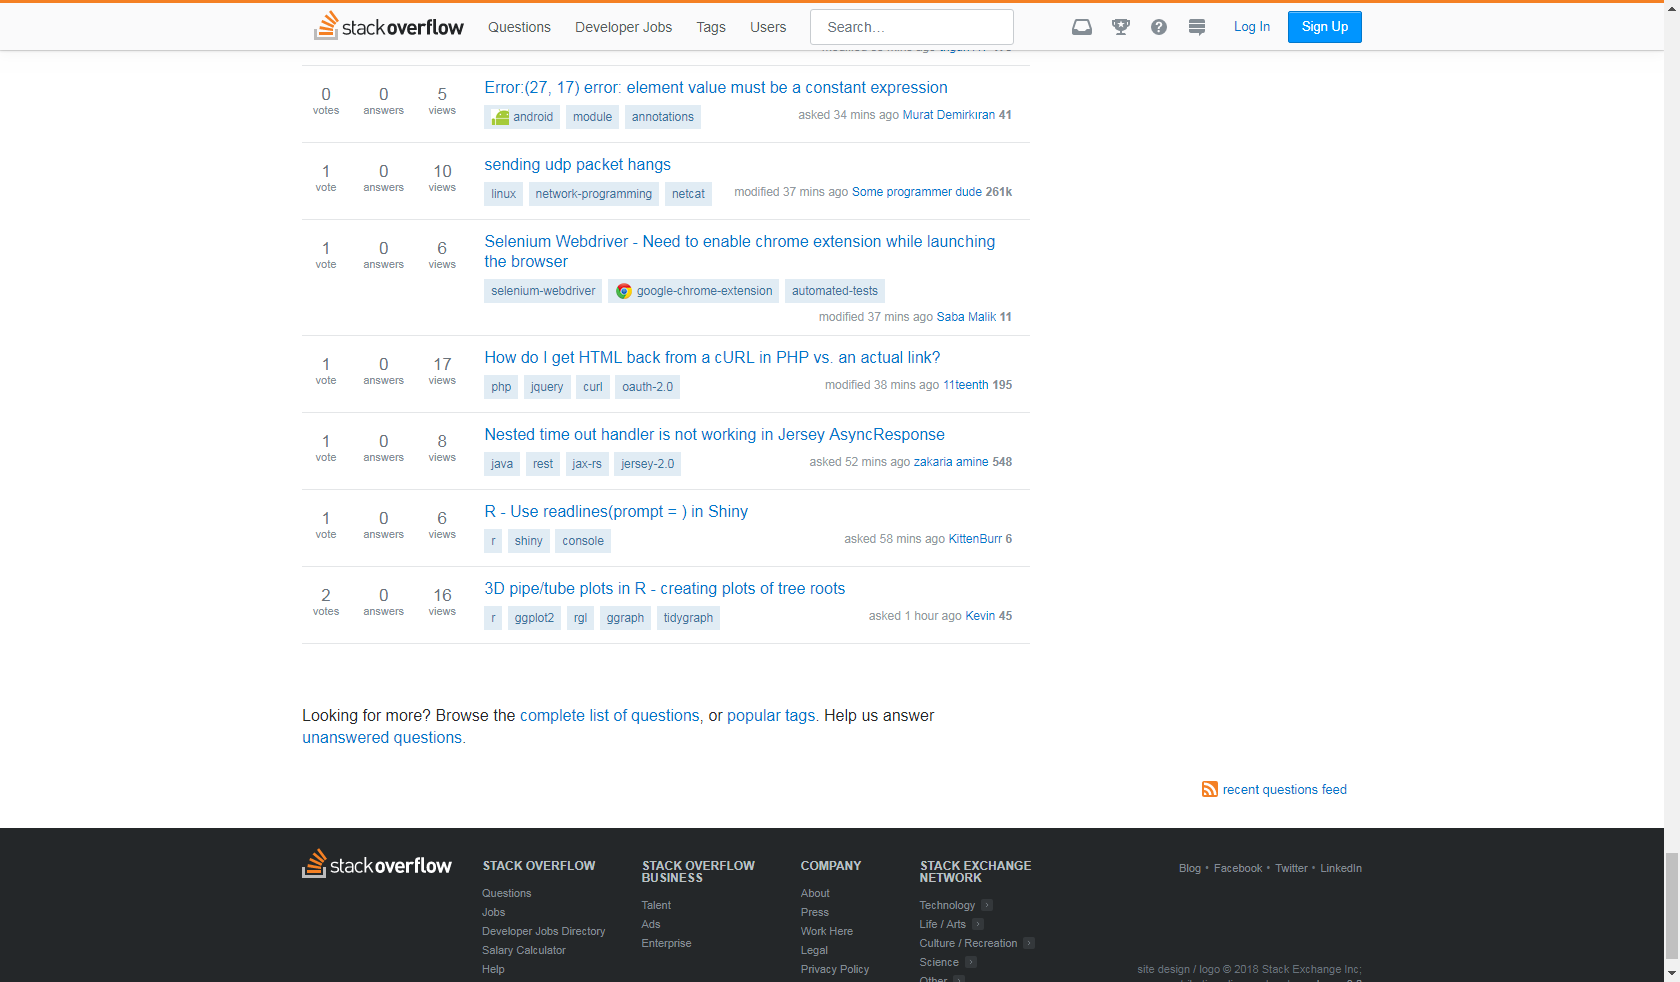 stackoverflow Questions Developer Jobs Tags Users Search... Log In Sign Up
0 votes 0 answers 5 views
Error:(27, 17) error: element value must be a constant expression
android module annotations
asked 34 mins ago Murat Demirkıran 41
1 vote 0 answers 10 views
sending udp packet hangs
linux network-programming netcat
modified 37 mins ago Some programmer dude 261k
1 vote 0 answers 6 views
Selenium Webdriver - Need to enable chrome extension while launching
the browser
selenium-webdriver google-chrome-extension automated-tests
modified 37 mins ago Saba Malik 11
1 vote 0 answers 17 views
How do I get HTML back from a cURL in PHP vs. an actual link?
php jquery curl oauth-2.0
modified 38 mins ago 11teenth 195
1 vote 0 answers 8 views
Nested time out handler is not working in Jersey AsyncResponse
java rest jax-rs jersey-2.0
asked 52 mins ago zakaria amine 548
1 vote 0 answers 6 views
R - Use readlines(prompt = ) in Shiny
r shiny console
asked 58 mins ago KittenBurr 6
2 votes 0 answers 16 views
3D pipe/tube plots in R - creating plots of tree roots
r ggplot2 rgl ggraph tidygraph
asked 1 hour ago Kevin 45
Looking for more? Browse the complete list of questions, or popular tags. Help us answer
unanswered questions.
recent questions feed
stackoverflow
STACK OVERFLOW
Questions
Jobs
Developer Jobs Directory
Salary Calculator
Help
STACK OVERFLOW
BUSINESS
Talent
Ads
Enterprise
COMPANY
About
Press
Work Here
Legal
Privacy Policy
STACK EXCHANGE
NETWORK
Technology
Life / Arts
Culture / Recreation
Science
Other
Blog • Facebook • Twitter • LinkedIn
site design / logo © 2018 Stack Exchange Inc;